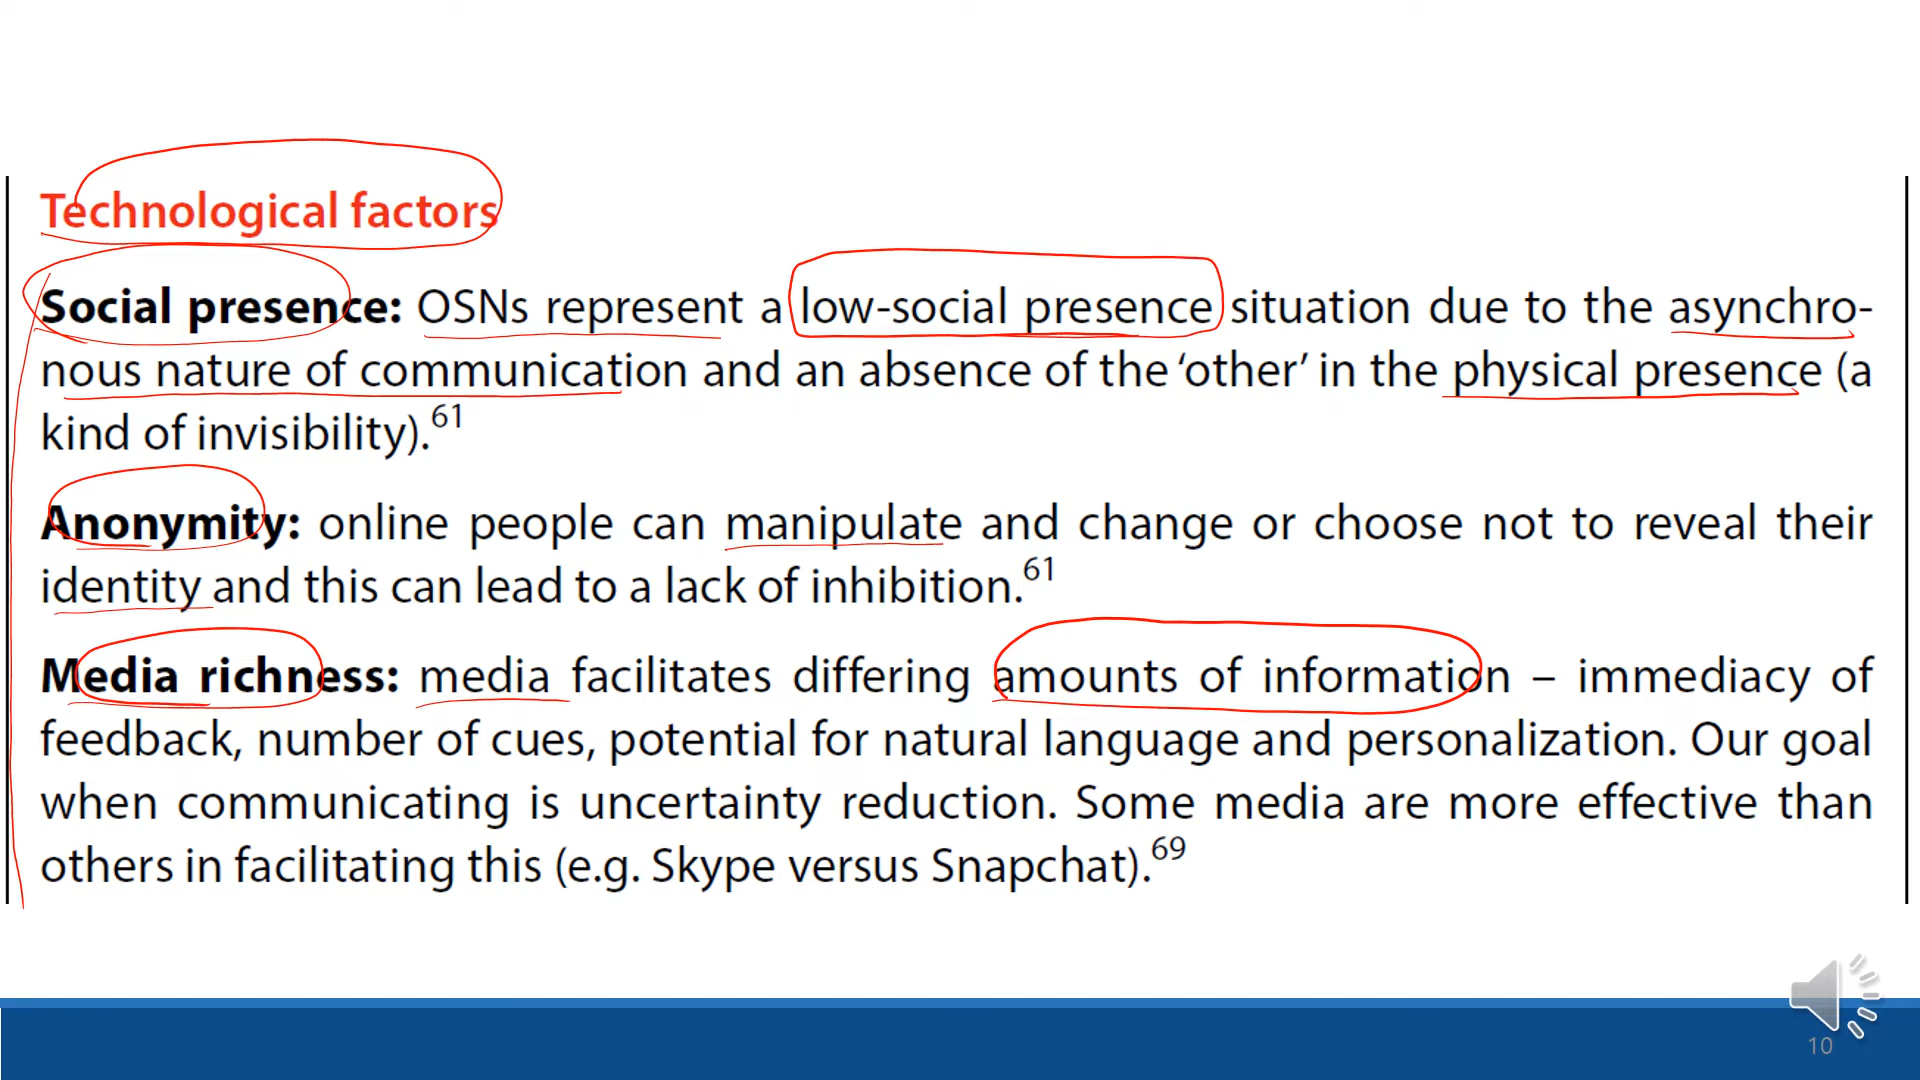 Technological factors
Social presence: OSNs represent a low-social presence situation due to the asynchro-
nous nature of communication and an absence of the ‘other’ in the physical presence (a
kind of invisibility).61
Anonymity: online people can manipulate and change or choose not to reveal their
identity and this can lead to a lack of inhibition.61
Media richness: media facilitates differing amounts of information – immediacy of
feedback, number of cues, potential for natural language and personalization. Our goal
when communicating is uncertainty reduction. Some media are more effective than
others in facilitating this (e.g. Skype versus Snapchat).69
10